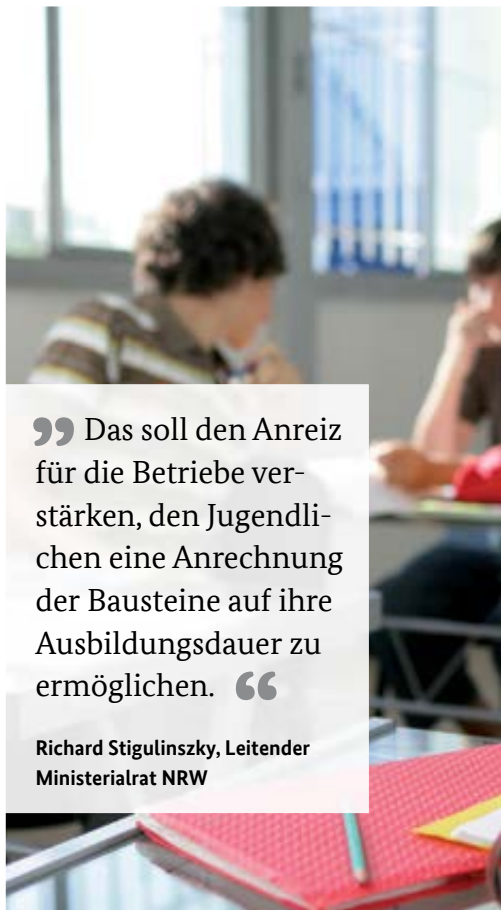 ” Das soll den Anreiz
für die Betriebe ver-
stärken, den Jugendli-
chen eine Anrechnung
der Bausteine auf ihre
Ausbildungsdauer zu
ermöglichen. “
Richard Stigulinszky, Leitender
Ministerialrat NRW